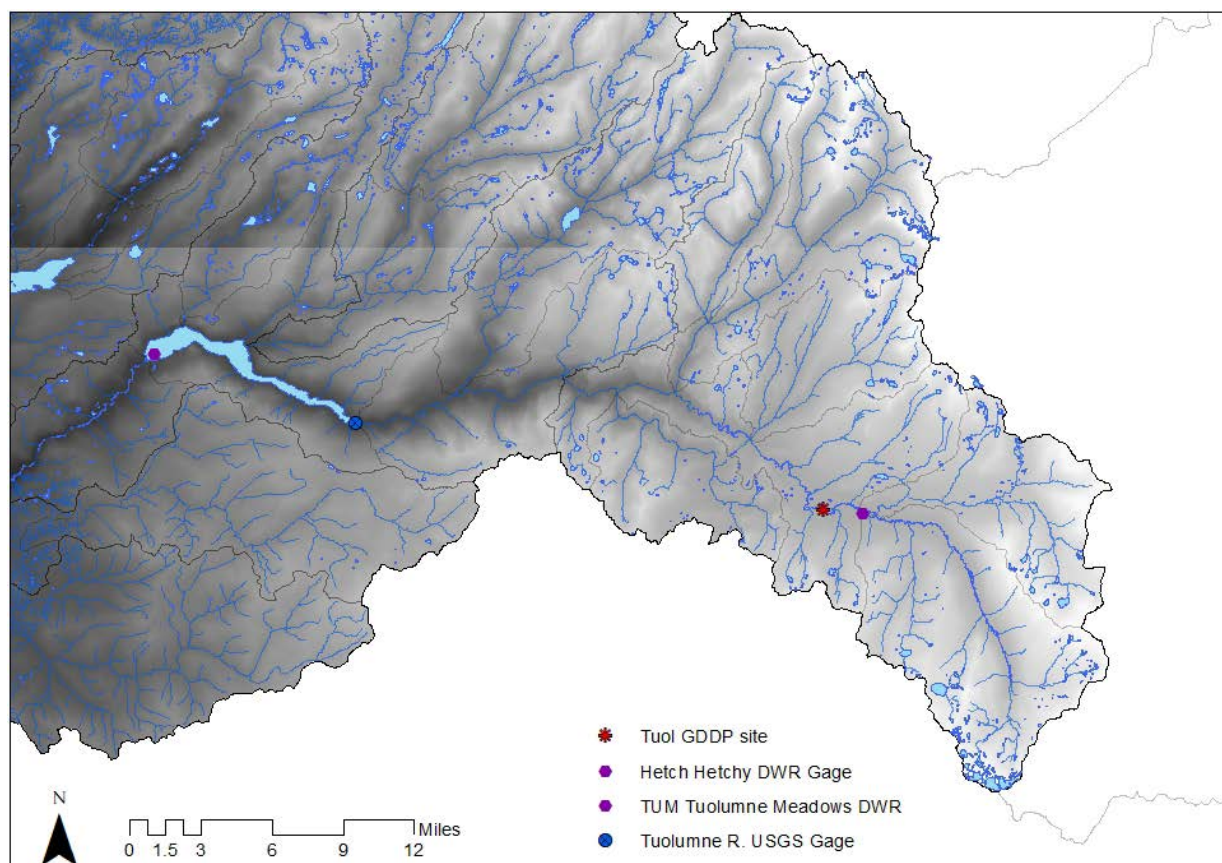 Tuol GDDP site
Hetch Hetchy DWR Gage
TUM Tuolumne Meadows DWR
Tuolumne R. USGS Gage
N
Miles
0 1.5 3 6 9 12